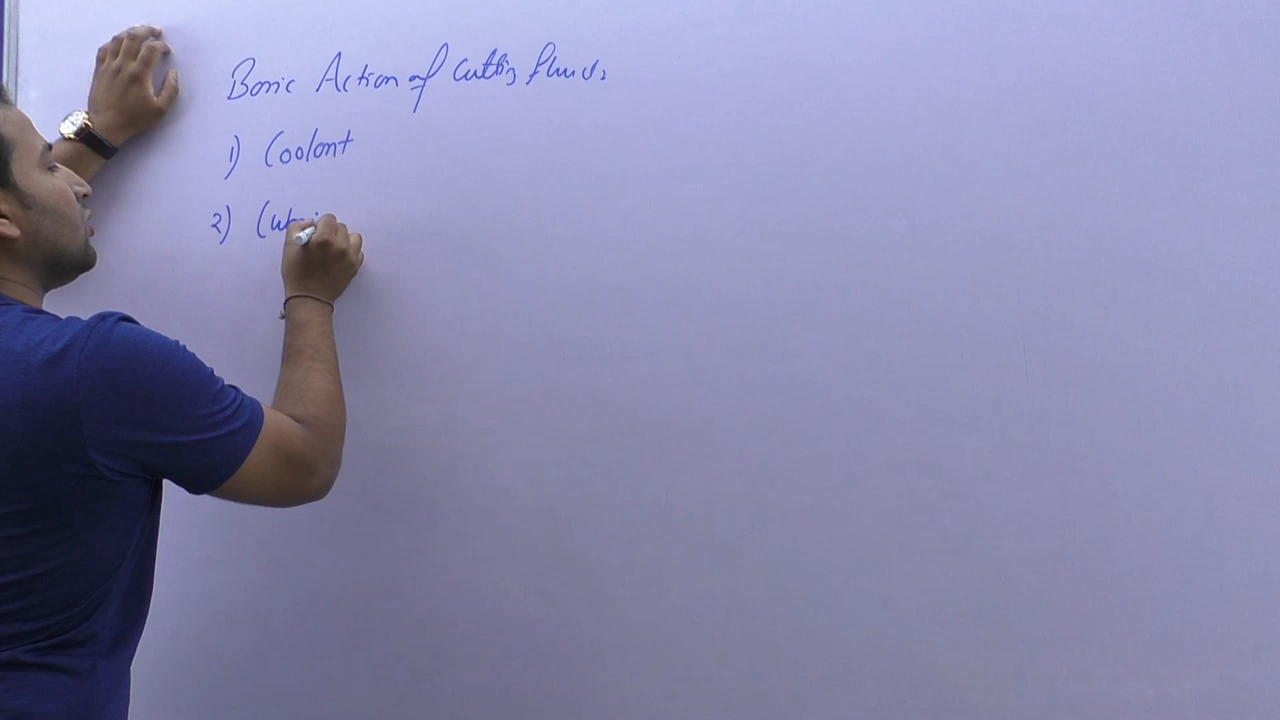 Basic Action of Cutting fluids
1) Coolant
2) (